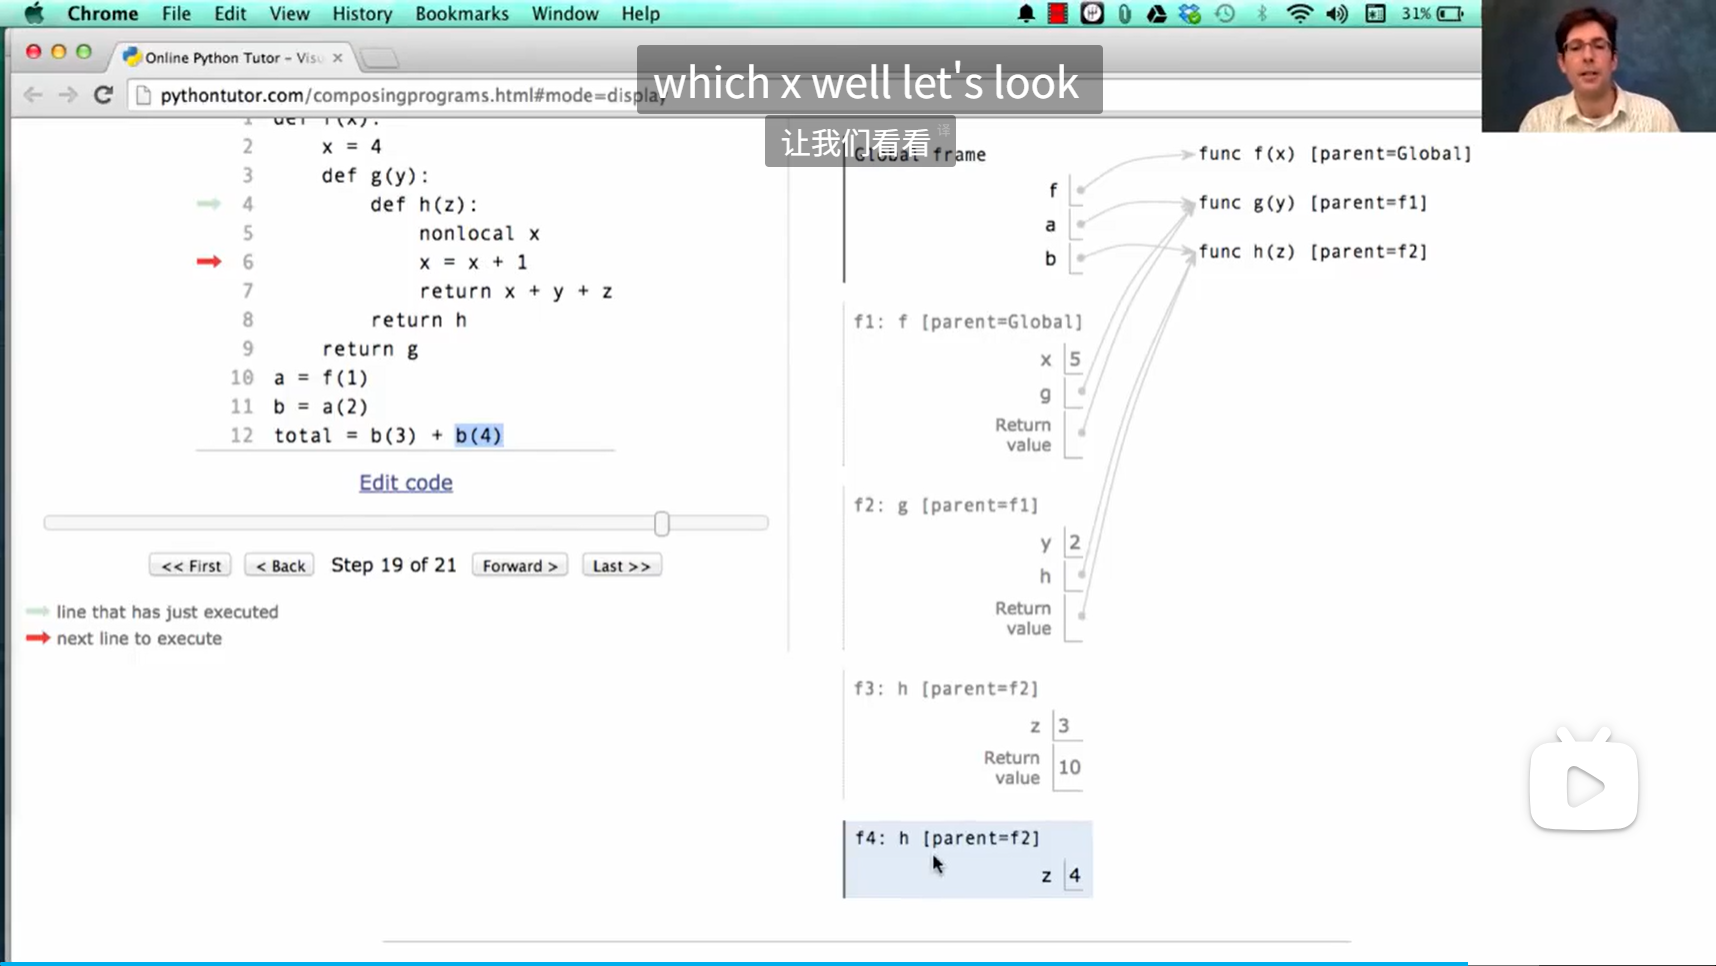 Chrome File Edit View History Bookmarks Window Help 31%
Online Python Tutor – Visu
which x well let's look
pythontutor.com/composingprograms.html#mode=display
让我们看看 译
1 def f(x):
2 x = 4
3 def g(y):
4 def h(z):
5 nonlocal x
6 x = x + 1
7 return x + y + z
8 return h
9 return g
10 a = f(1)
11 b = a(2)
12 total = b(3) + b(4)
Edit code
<< First < Back Step 19 of 21 Forward > Last >>
line that has just executed
next line to execute
Global frame
f
a
b
func f(x) [parent=Global]
func g(y) [parent=f1]
func h(z) [parent=f2]
f1: f [parent=Global]
x 5
g
Return
value
f2: g [parent=f1]
y 2
h
Return
value
f3: h [parent=f2]
z 3
Return
value 10
f4: h [parent=f2]
z 4